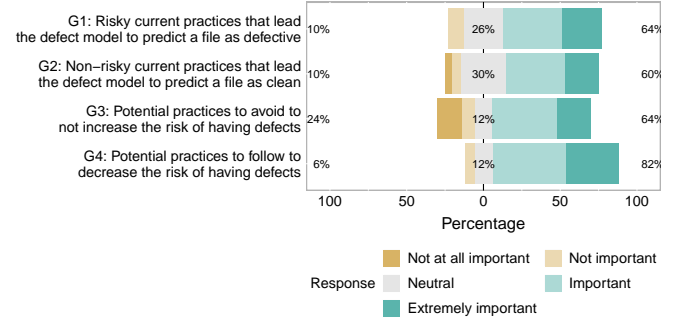 G1: Risky current practices that lead
the defect model to predict a file as defective
10% 26% 64%
G2: Non−risky current practices that lead
the defect model to predict a file as clean
10% 30% 60%
G3: Potential practices to avoid to
not increase the risk of having defects
24% 12% 64%
G4: Potential practices to follow to
decrease the risk of having defects
6% 12% 82%
100 50 0 50 100
Percentage
Response
Not at all important
Not important
Neutral
Important
Extremely important